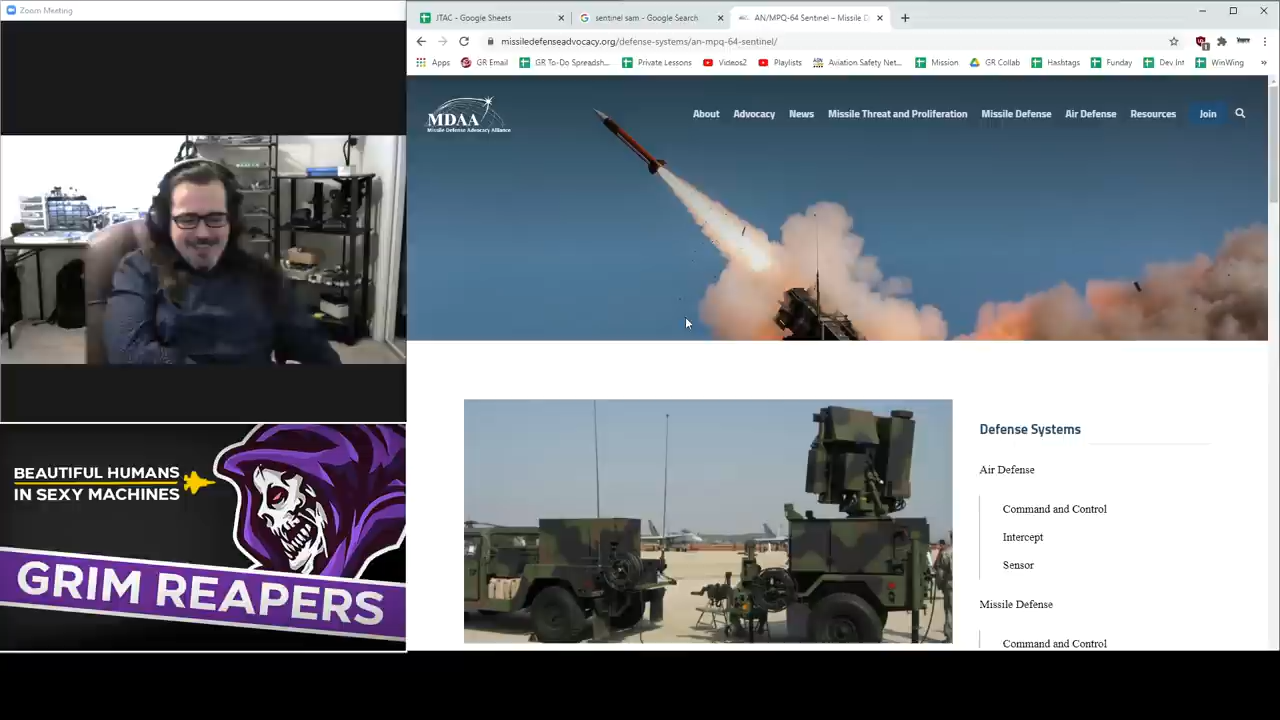 Zoom Meeting
JTAC - Google Sheets
sentinel sam - Google Search
AN/MPQ-64 Sentinel – Missile D
missiledefenseadvocacy.org/defense-systems/an-mpq-64-sentinel/
Apps
GR Email
GR To-Do Spreadsh...
Private Lessons
Videos2
Playlists
Aviation Safety Net...
Mission
GR Collab
Hashtags
Funday
Dev Int
WinWing
MDAA
Missile Defense Advocacy Alliance
About
Advocacy
News
Missile Threat and Proliferation
Missile Defense
Air Defense
Resources
Join
Defense Systems
Air Defense
Command and Control
Intercept
Sensor
Missile Defense
Command and Control
BEAUTIFUL HUMANS
IN SEXY MACHINES
GRIM REAPERS